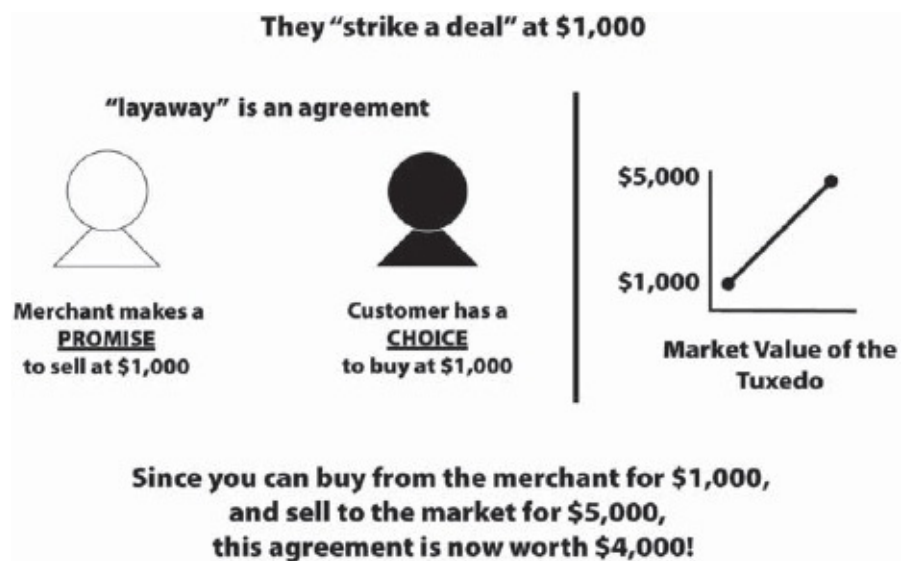 They “strike a deal” at $1,000
“layaway” is an agreement
Merchant makes a
PROMISE
to sell at $1,000
Customer has a
CHOICE
to buy at $1,000
$5,000
$1,000
Market Value of the
Tuxedo
Since you can buy from the merchant for $1,000,
and sell to the market for $5,000,
this agreement is now worth $4,000!